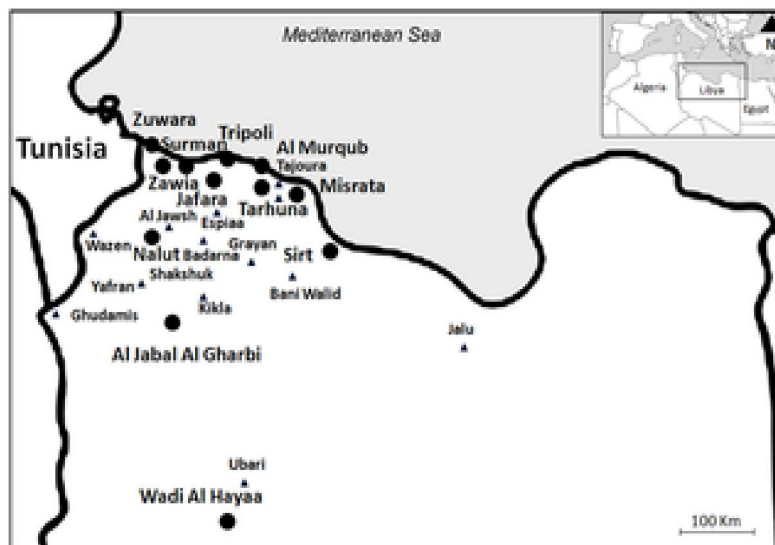 Mediterranean Sea
N
Algeria
Libya
Egypt
Tunisia
Zuwara
Surman
Tripoli
Al Murqub
Tajoura
Zawia
Jafara
Misrata
Tarhuna
Al Jawsh
Espiaa
Wazen
Nalut
Badarna
Grayan
Sirt
Yafran
Shakshuk
Bani Walid
Ghudamis
Kikla
Jalu
Al Jabal Al Gharbi
Ubari
Wadi Al Hayaa
100 Km